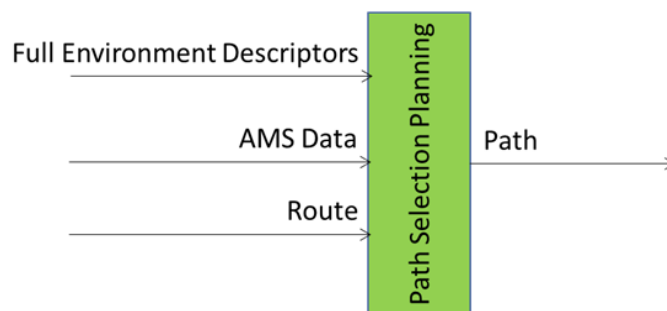 Full Environment Descriptors
AMS Data
Route
Path Selection Planning
Path